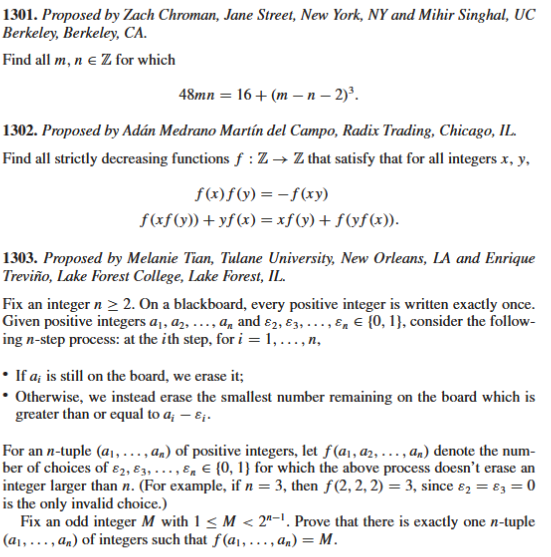 1301. Proposed by Zach Chroman, Jane Street, New York, NY and Mihir Singhal, UC
Berkeley, Berkeley, CA.
Find all m, n ∈ ℤ for which
48mn = 16 + (m − n − 2)³.
1302. Proposed by Adán Medrano Martín del Campo, Radix Trading, Chicago, IL.
Find all strictly decreasing functions f : ℤ → ℤ that satisfy that for all integers x, y,
f(x)f(y) = −f(xy)
f(xf(y)) + yf(x) = xf(y) + f(yf(x)).
1303. Proposed by Melanie Tian, Tulane University, New Orleans, LA and Enrique
Treviño, Lake Forest College, Lake Forest, IL.
Fix an integer n ≥ 2. On a blackboard, every positive integer is written exactly once.
Given positive integers a₁, a₂, …, aₙ and ε₂, ε₃, …, εₙ ∈ {0, 1}, consider the follow-
ing n-step process: at the ith step, for i = 1, …, n,
• If aᵢ is still on the board, we erase it;
• Otherwise, we instead erase the smallest number remaining on the board which is
greater than or equal to aᵢ − εᵢ.
For an n-tuple (a₁, …, aₙ) of positive integers, let f(a₁, a₂, …, aₙ) denote the num-
ber of choices of ε₂, ε₃, …, εₙ ∈ {0, 1} for which the above process doesn't erase an
integer larger than n. (For example, if n = 3, then f(2, 2, 2) = 3, since ε₂ = ε₃ = 0
is the only invalid choice.)
Fix an odd integer M with 1 ≤ M < 2ⁿ⁻¹. Prove that there is exactly one n-tuple
(a₁, …, aₙ) of integers such that f(a₁, …, aₙ) = M.